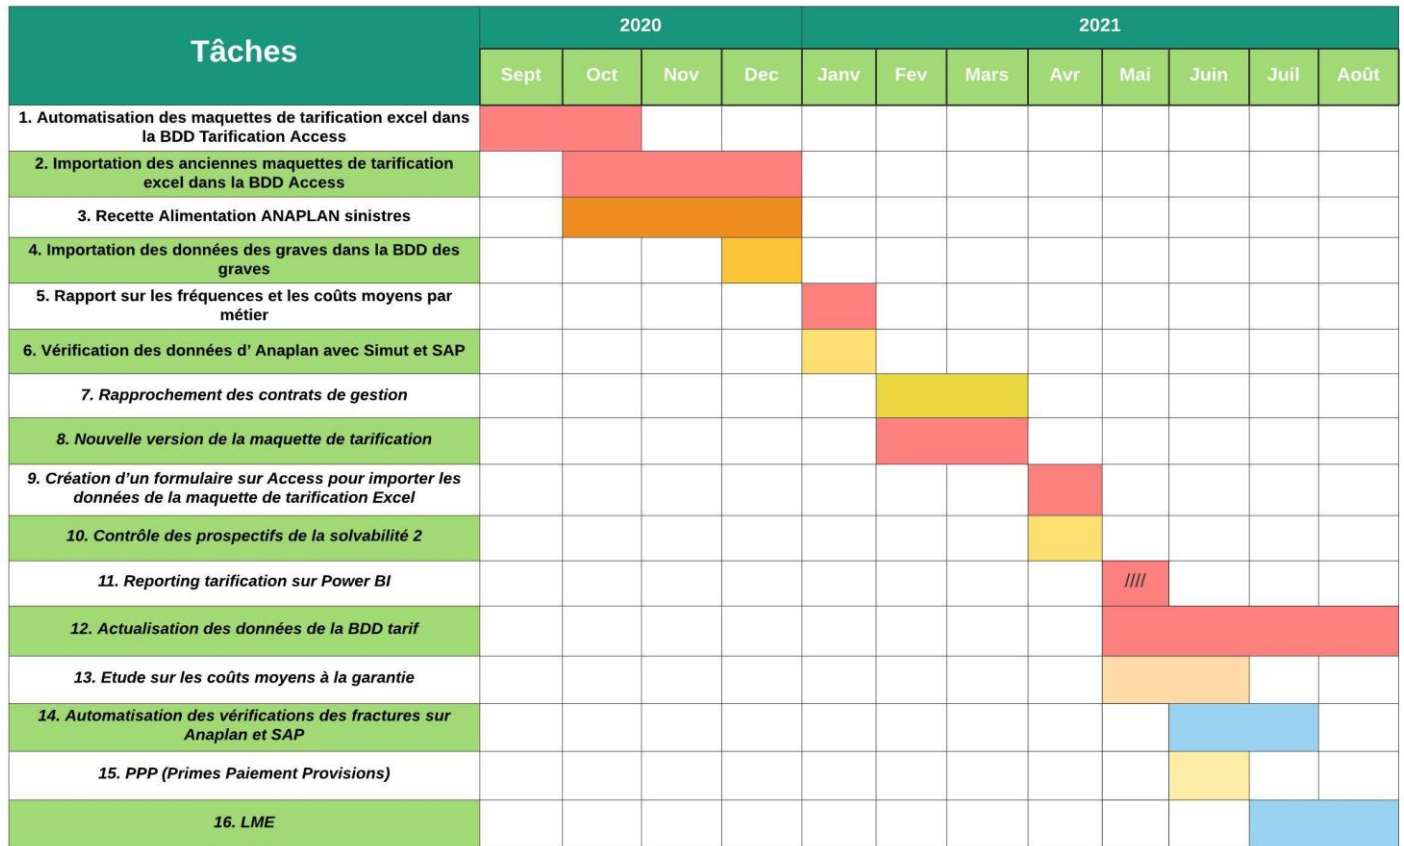 Tâches
2020
2021
Sept Oct Nov Dec Janv Fev Mars Avr Mai Juin Juil Août
1. Automatisation des maquettes de tarification excel dans
la BDD Tarification Access
2. Importation des anciennes maquettes de tarification
excel dans la BDD Access
3. Recette Alimentation ANAPLAN sinistres
4. Importation des données des graves dans la BDD des
graves
5. Rapport sur les fréquences et les coûts moyens par
métier
6. Vérification des données d' Anaplan avec Simut et SAP
7. Rapprochement des contrats de gestion
8. Nouvelle version de la maquette de tarification
9. Création d'un formulaire sur Access pour importer les
données de la maquette de tarification Excel
10. Contrôle des prospectifs de la solvabilité 2
11. Reporting tarification sur Power BI
////
12. Actualisation des données de la BDD tarif
13. Etude sur les coûts moyens à la garantie
14. Automatisation des vérifications des fractures sur
Anaplan et SAP
15. PPP (Primes Paiement Provisions)
16. LME